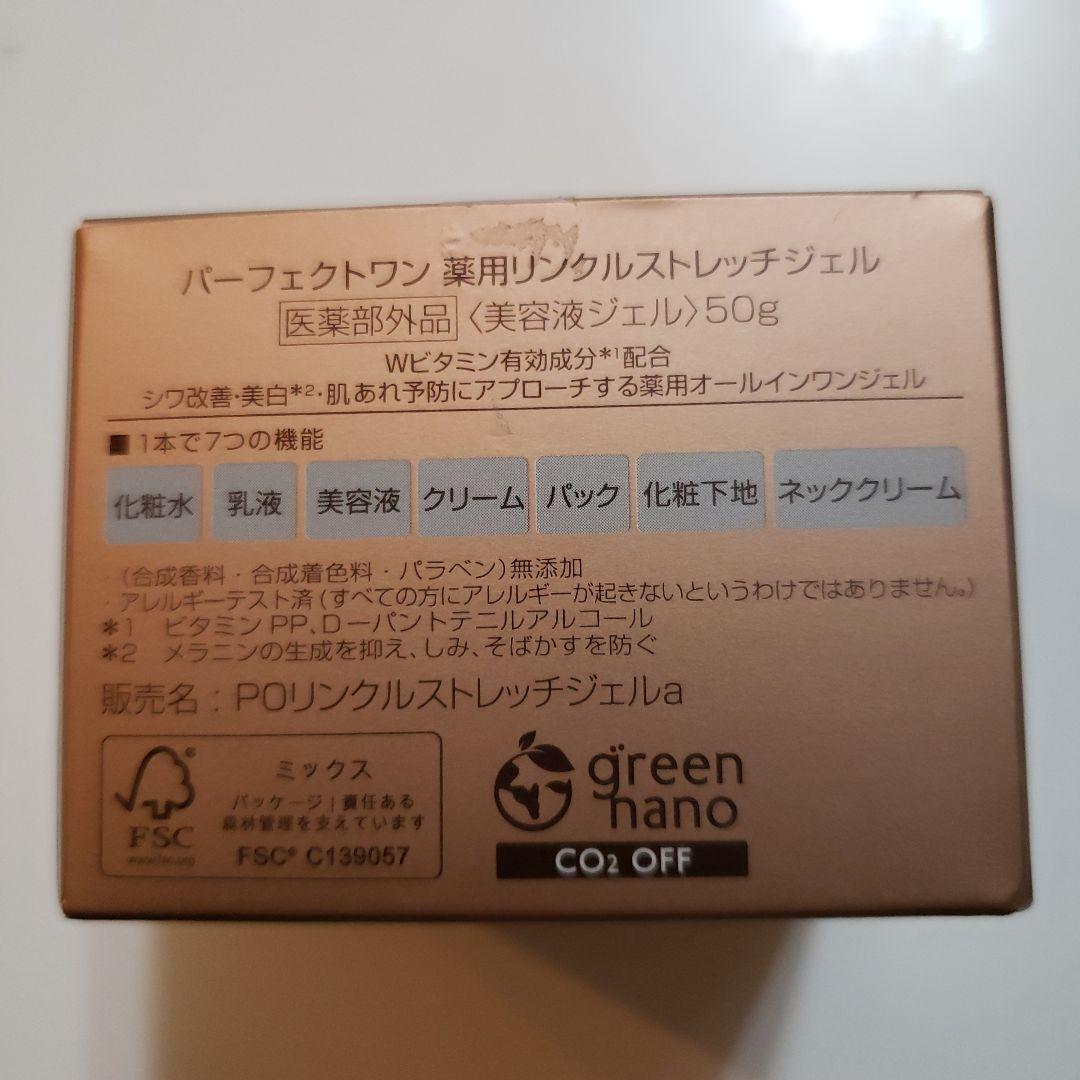 パーフェクトワン 薬用リンクルストレッチジェル
医薬部外品〈美容液ジェル〉50g
Wビタミン有効成分*1配合
シワ改善・美白*2・肌あれ予防にアプローチする薬用オールインワンジェル
■1本で7つの機能
化粧水 乳液 美容液 クリーム パック 化粧下地 ネッククリーム
・(合成香料・合成着色料・パラベン)無添加
・アレルギーテスト済(すべての方にアレルギーが起きないというわけではありません。)
*1 ビタミンPP、D-パントテニルアルコール
*2 メラニンの生成を抑え、しみ、そばかすを防ぐ
販売名:POリンクルストレッチジェルa
FSC
www.fsc.org
ミックス
パッケージ|責任ある
森林管理を支えています
FSC® C139057
green
nano
CO2 OFF